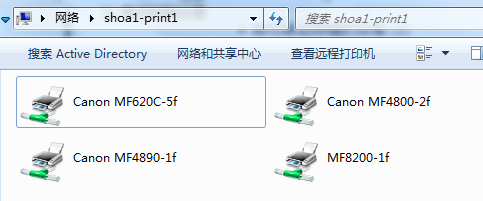 网络 shoa1-print1 搜索 shoa1-print1
搜索 Active Directory 网络和共享中心 查看远程打印机
Canon MF620C-5f Canon MF4800-2f
Canon MF4890-1f MF8200-1f